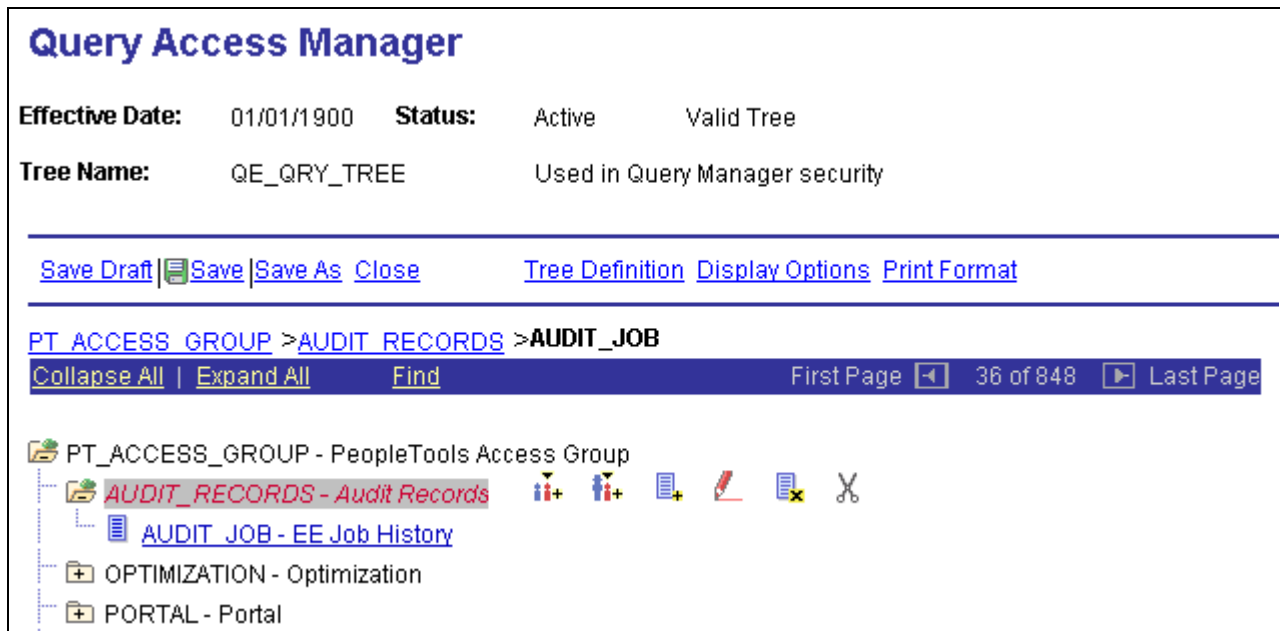 Query Access Manager
Effective Date: 01/01/1900 Status: Active Valid Tree
Tree Name: QE_QRY_TREE Used in Query Manager security
Save Draft|Save|Save As Close Tree Definition Display Options Print Format
PT_ACCESS_GROUP >AUDIT_RECORDS >AUDIT_JOB
Collapse All | Expand All Find First Page 36 of 848 Last Page
PT_ACCESS_GROUP - PeopleTools Access Group
AUDIT_RECORDS - Audit Records
AUDIT_JOB - EE Job History
OPTIMIZATION - Optimization
PORTAL - Portal